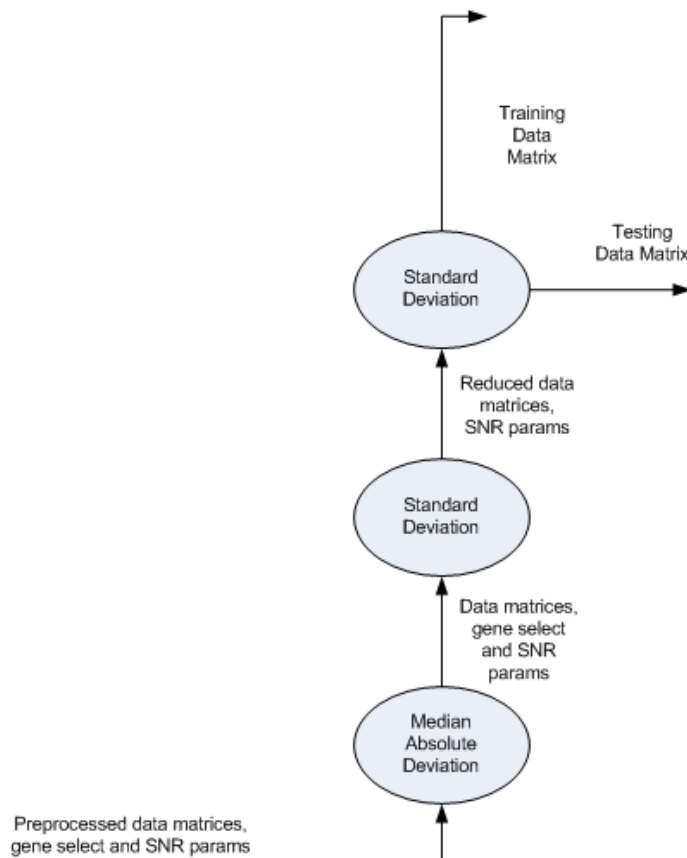 Training
Data
Matrix
Testing
Data Matrix
Standard
Deviation
Reduced data
matrices,
SNR params
Standard
Deviation
Data matrices,
gene select
and SNR
params
Median
Absolute
Deviation
Preprocessed data matrices,
gene select and SNR params